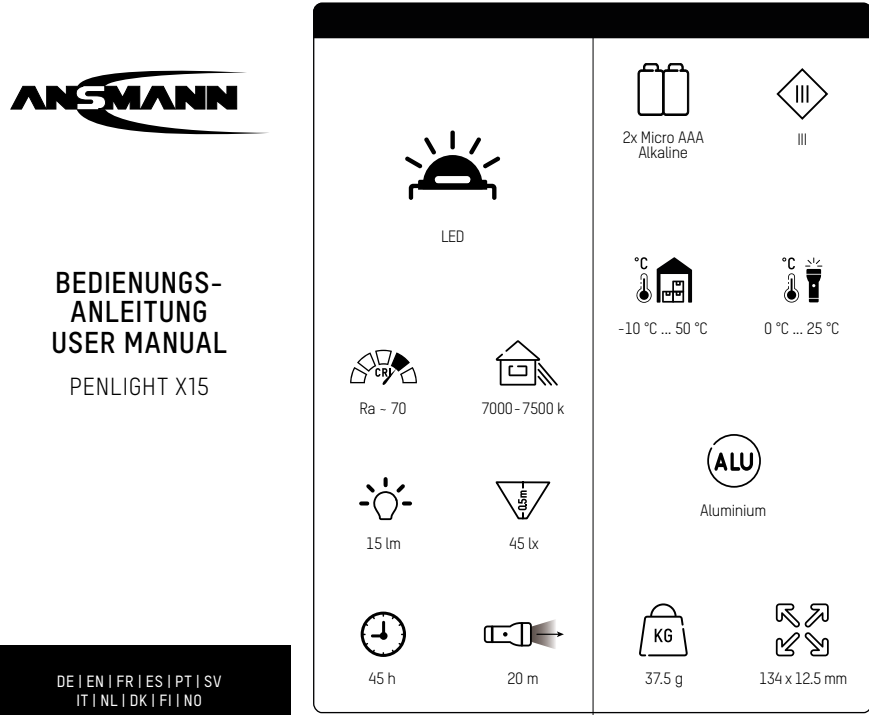 ANSMANN
BEDIENUNGS-
ANLEITUNG
USER MANUAL
PENLIGHT X15
DE | EN | FR | ES | PT | SV
IT | NL | DK | FI | NO
LED
CRI
Ra ~ 70
7000-7500 k
15 lm
0.5m
45 lx
45 h
20 m
2x Micro AAA
Alkaline
III
III
°C
-10 °C ... 50 °C
°C
0 °C ... 25 °C
ALU
Aluminium
KG
37.5 g
134 x 12.5 mm